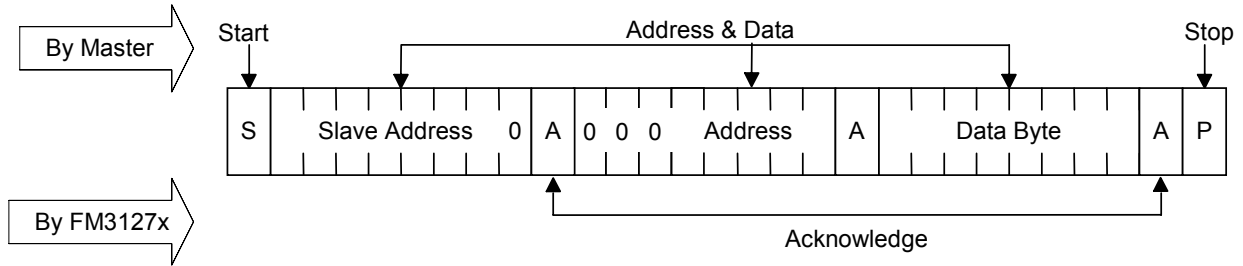 By Master
Start
Address & Data
Stop
S Slave Address 0 A 0 0 0 Address A Data Byte A P
By FM3127x
Acknowledge